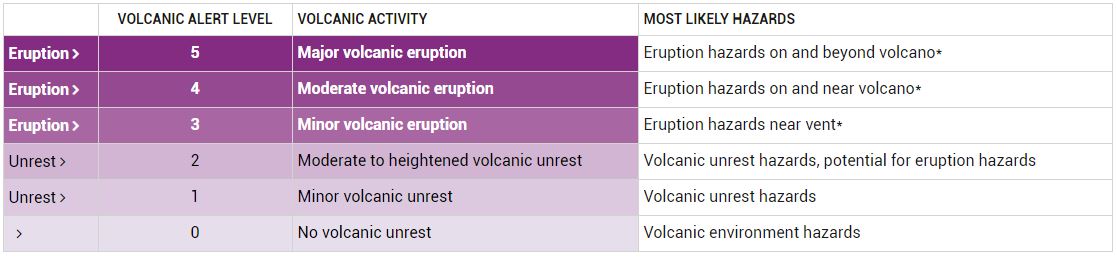 VOLCANIC ALERT LEVEL VOLCANIC ACTIVITY MOST LIKELY HAZARDS
Eruption > 5 Major volcanic eruption Eruption hazards on and beyond volcano*
Eruption > 4 Moderate volcanic eruption Eruption hazards on and near volcano*
Eruption > 3 Minor volcanic eruption Eruption hazards near vent*
Unrest > 2 Moderate to heightened volcanic unrest Volcanic unrest hazards, potential for eruption hazards
Unrest > 1 Minor volcanic unrest Volcanic unrest hazards
> 0 No volcanic unrest Volcanic environment hazards